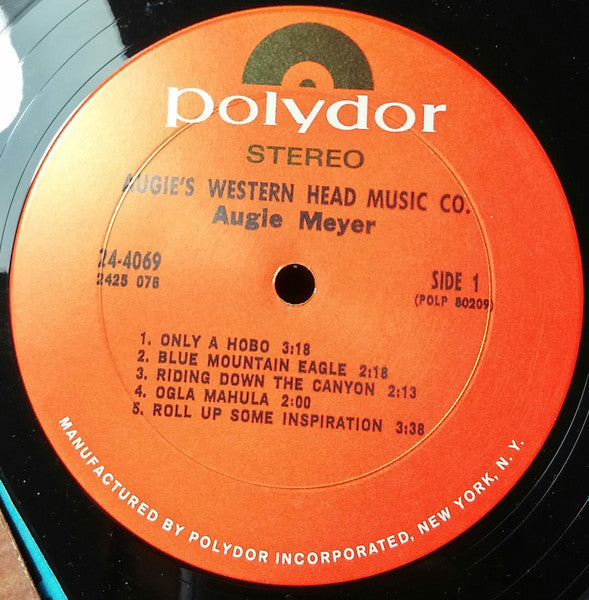 polydor
STEREO
AUGIE'S WESTERN HEAD MUSIC CO.
Augie Meyer
24-4069
2425 078
SIDE 1
(POLP 80209)
1. ONLY A HOBO 3:18
2. BLUE MOUNTAIN EAGLE 2:18
3. RIDING DOWN THE CANYON 2:13
4. OGLA MAHULA 2:00
5. ROLL UP SOME INSPIRATION 3:38
MANUFACTURED BY POLYDOR INCORPORATED, NEW YORK, N. Y.